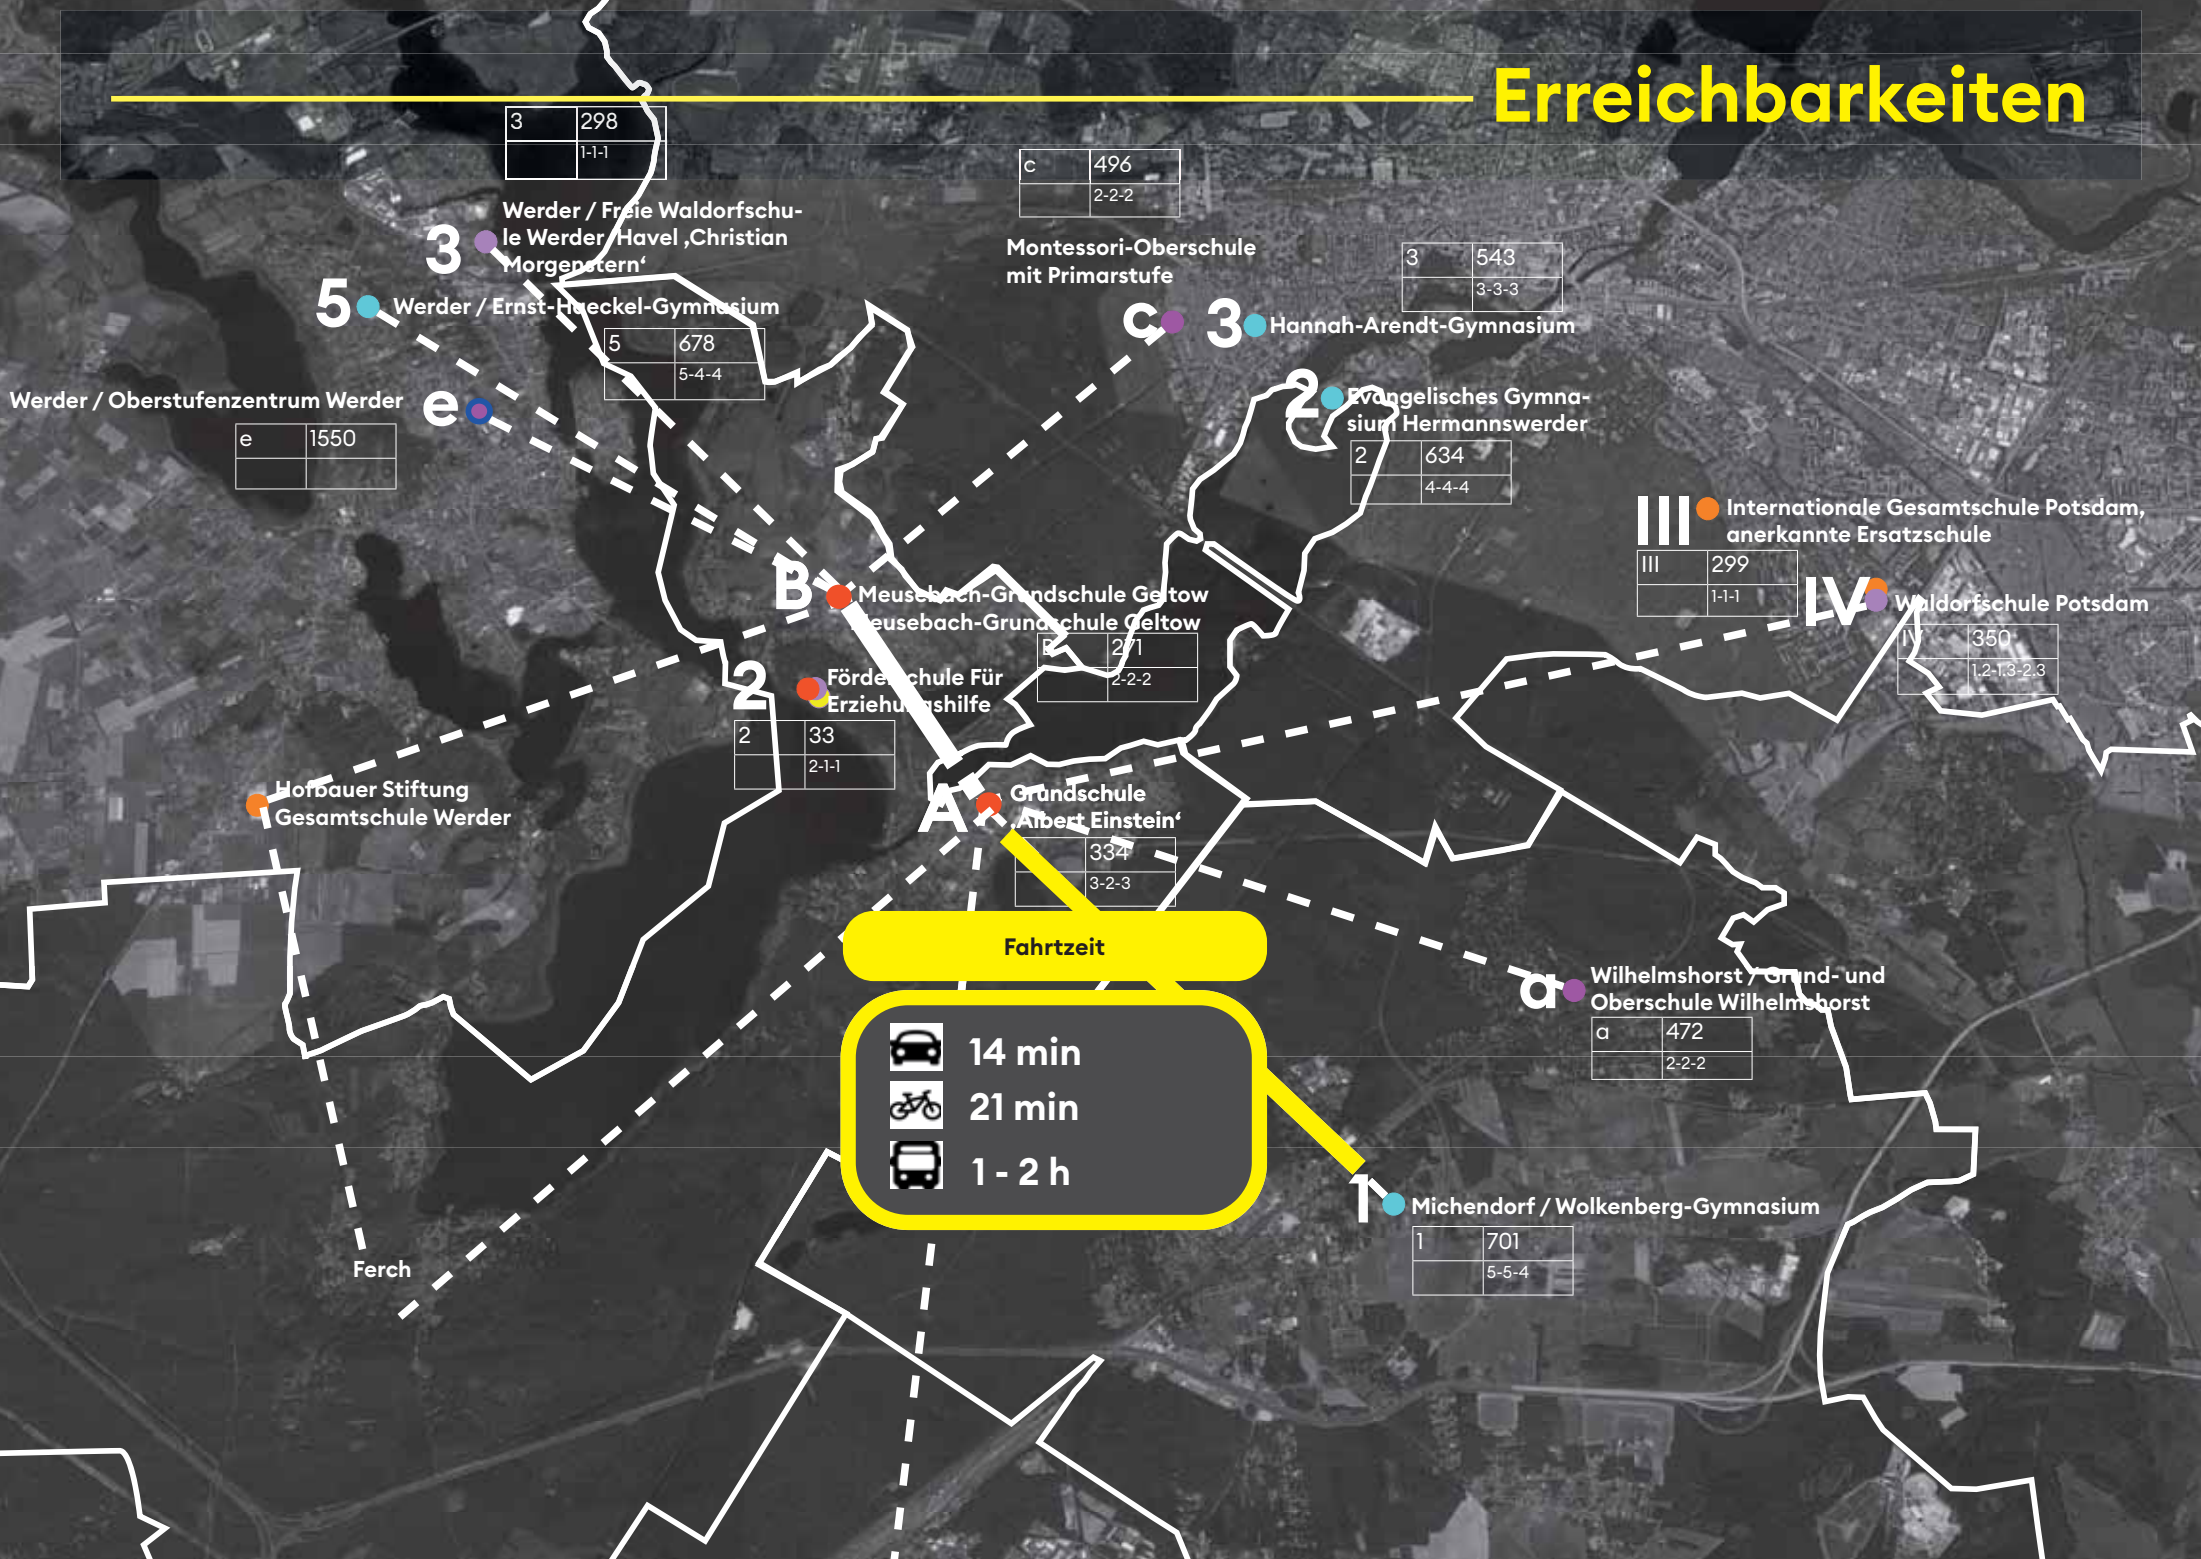 Erreichbarkeiten
3 298
1-1-1
c 496
2-2-2
Werder / Freie Waldorfschu-
le Werder/Havel ‚Christian
Morgenstern‘
3
Montessori-Oberschule
mit Primarstufe
3 543
3-3-3
5
Werder / Ernst-Haeckel-Gymnasium
c
3
Hannah-Arendt-Gymnasium
5 678
5-4-4
Werder / Oberstufenzentrum Werder
e
e 1550
2
Evangelisches Gymna-
sium Hermannswerder
2 634
4-4-4
III
Internationale Gesamtschule Potsdam,
anerkannte Ersatzschule
III 299
1-1-1
IV
Waldorfschule Potsdam
IV 350
1.2-1.3-2.3
B
Meusebach-Grundschule Geltow
Meusebach-Grundschule Geltow
B 271
2-2-2
2
Förderschule Für
Erziehungshilfe
2 33
2-1-1
Hofbauer Stiftung
Gesamtschule Werder
A
Grundschule
‚Albert Einstein‘
334
3-2-3
Fahrtzeit
14 min
21 min
1 - 2 h
a
Wilhelmshorst / Grund- und
Oberschule Wilhelmshorst
a 472
2-2-2
1
Michendorf / Wolkenberg-Gymnasium
1 701
5-5-4
Ferch